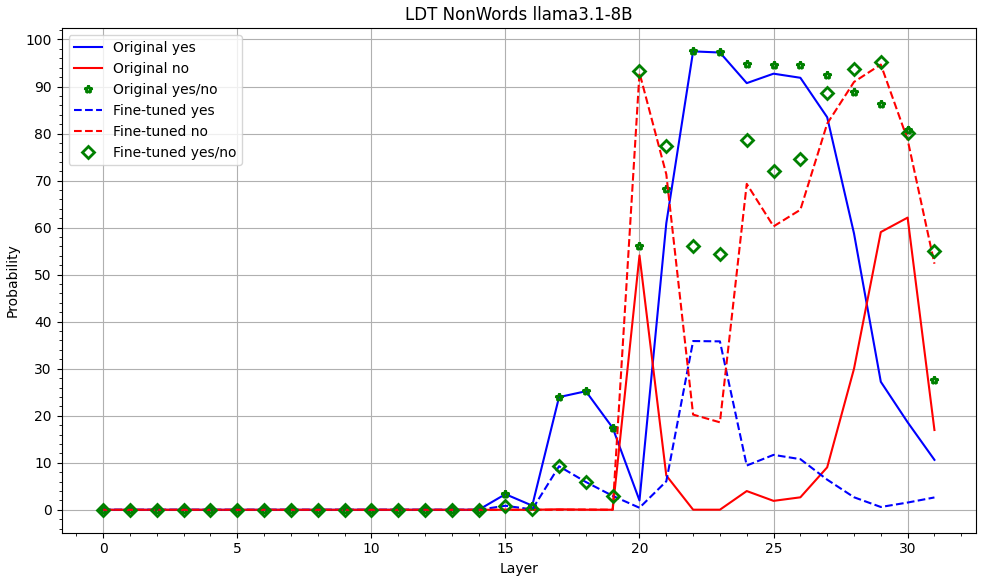 LDT NonWords llama3.1-8B
Original yes
Original no
Original yes/no
Fine-tuned yes
Fine-tuned no
Fine-tuned yes/no
Probability
100
90
80
70
60
50
40
30
20
10
0
0 5 10 15 20 25 30
Layer